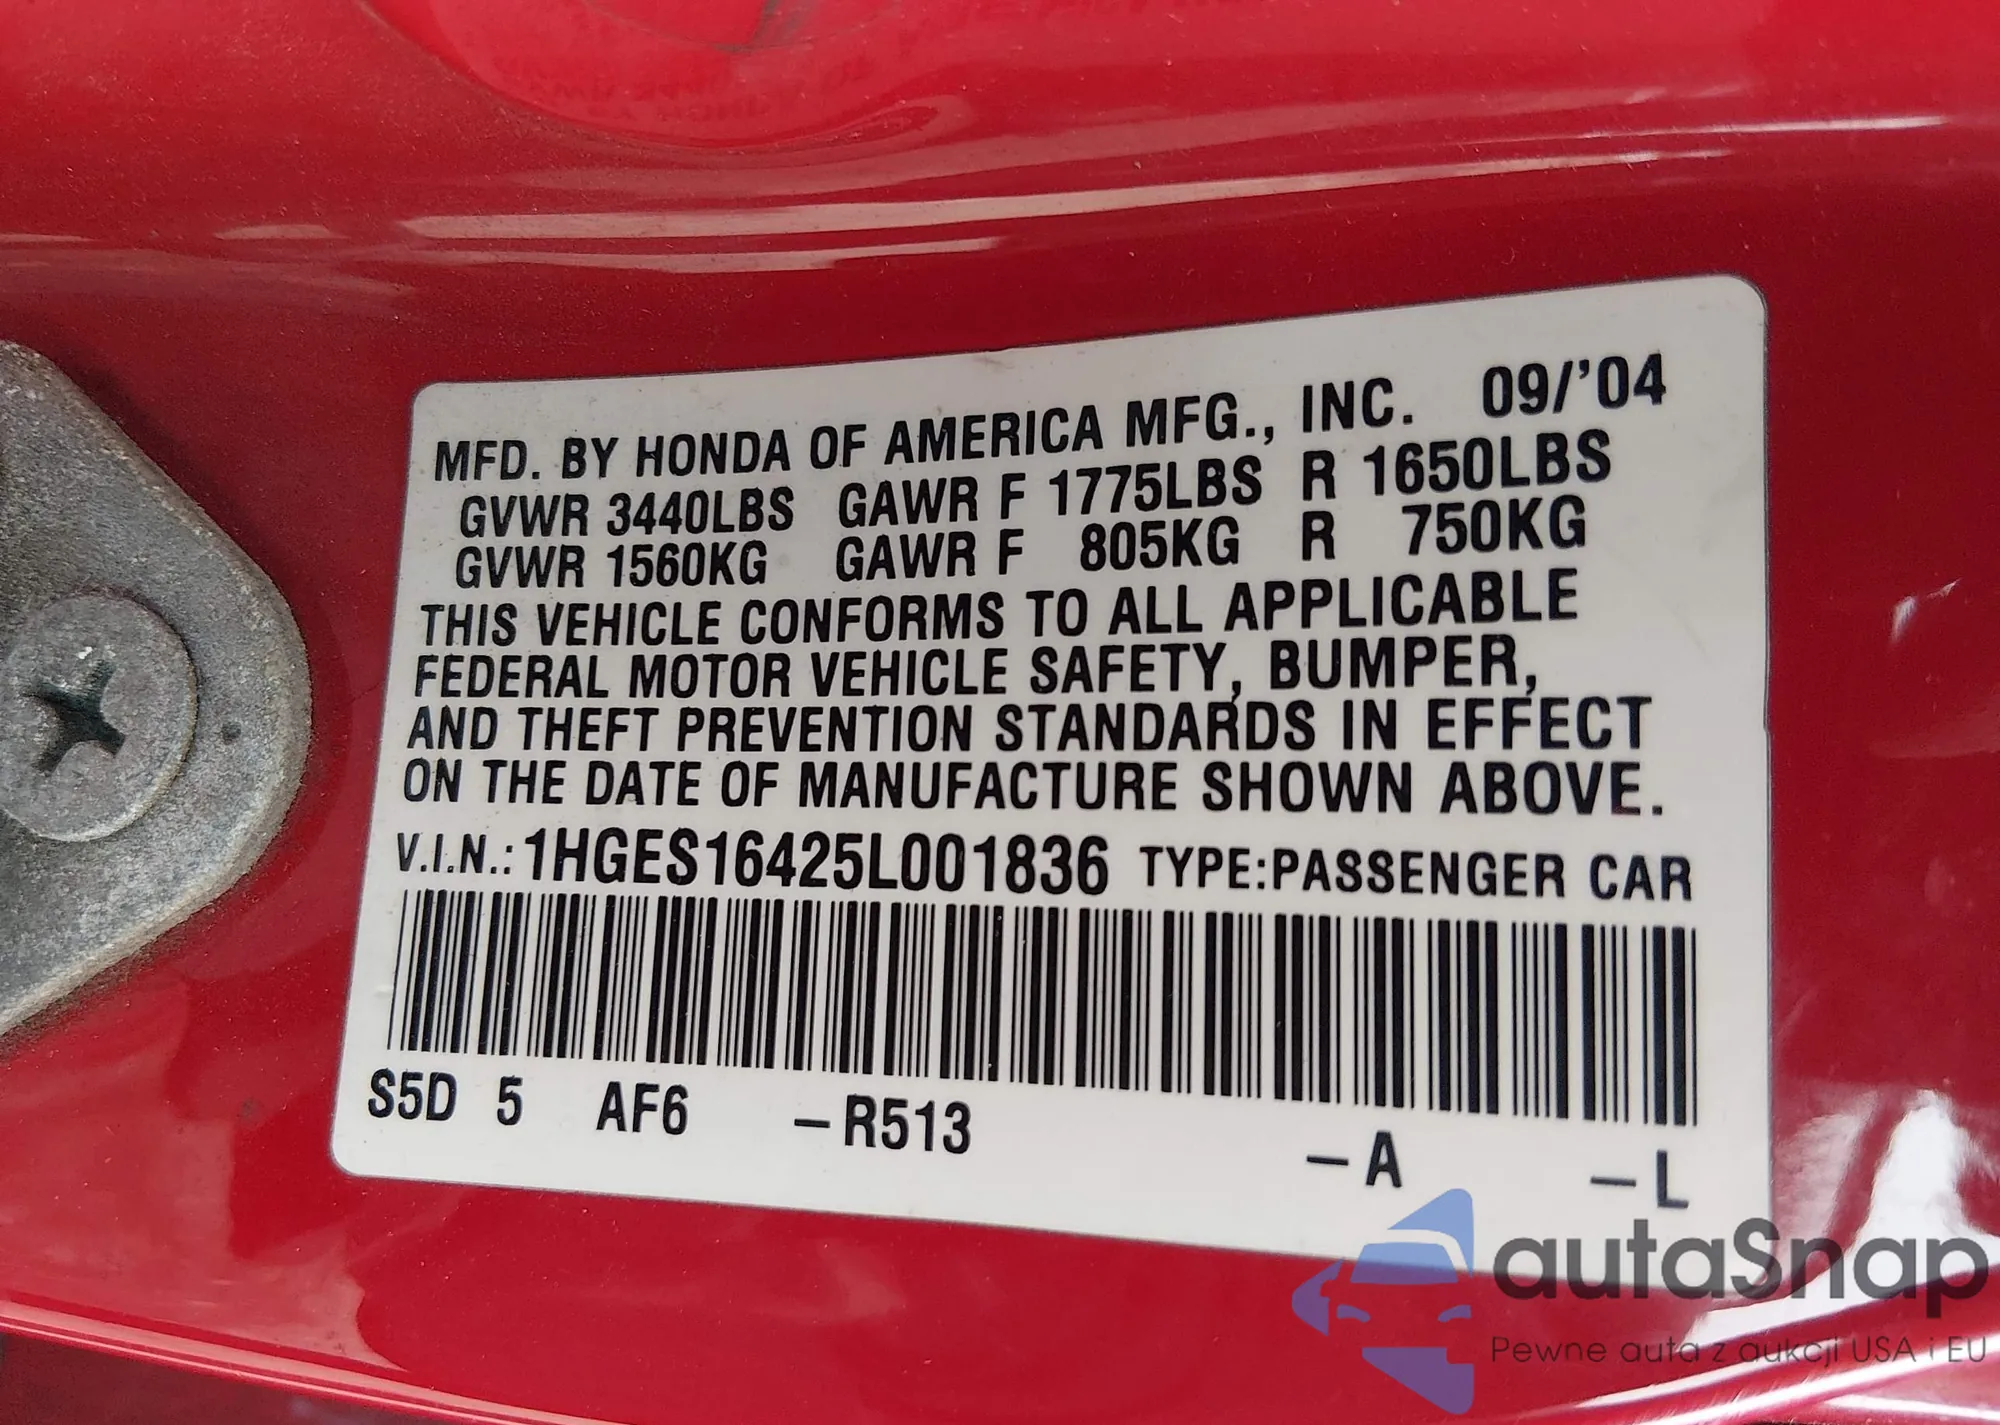 MFD. BY HONDA OF AMERICA MFG., INC. 09/'04
GVWR 3440LBS GAWR F 1775LBS R 1650LBS
GVWR 1560KG GAWR F 805KG R 750KG
THIS VEHICLE CONFORMS TO ALL APPLICABLE
FEDERAL MOTOR VEHICLE SAFETY, BUMPER,
AND THEFT PREVENTION STANDARDS IN EFFECT
ON THE DATE OF MANUFACTURE SHOWN ABOVE.
V.I.N.: 1HGES16425L001836 TYPE:PASSENGER CAR
S5D 5 AF6 –R513 –A –L
autaSnap
Pewne auta z aukcji USA i EU